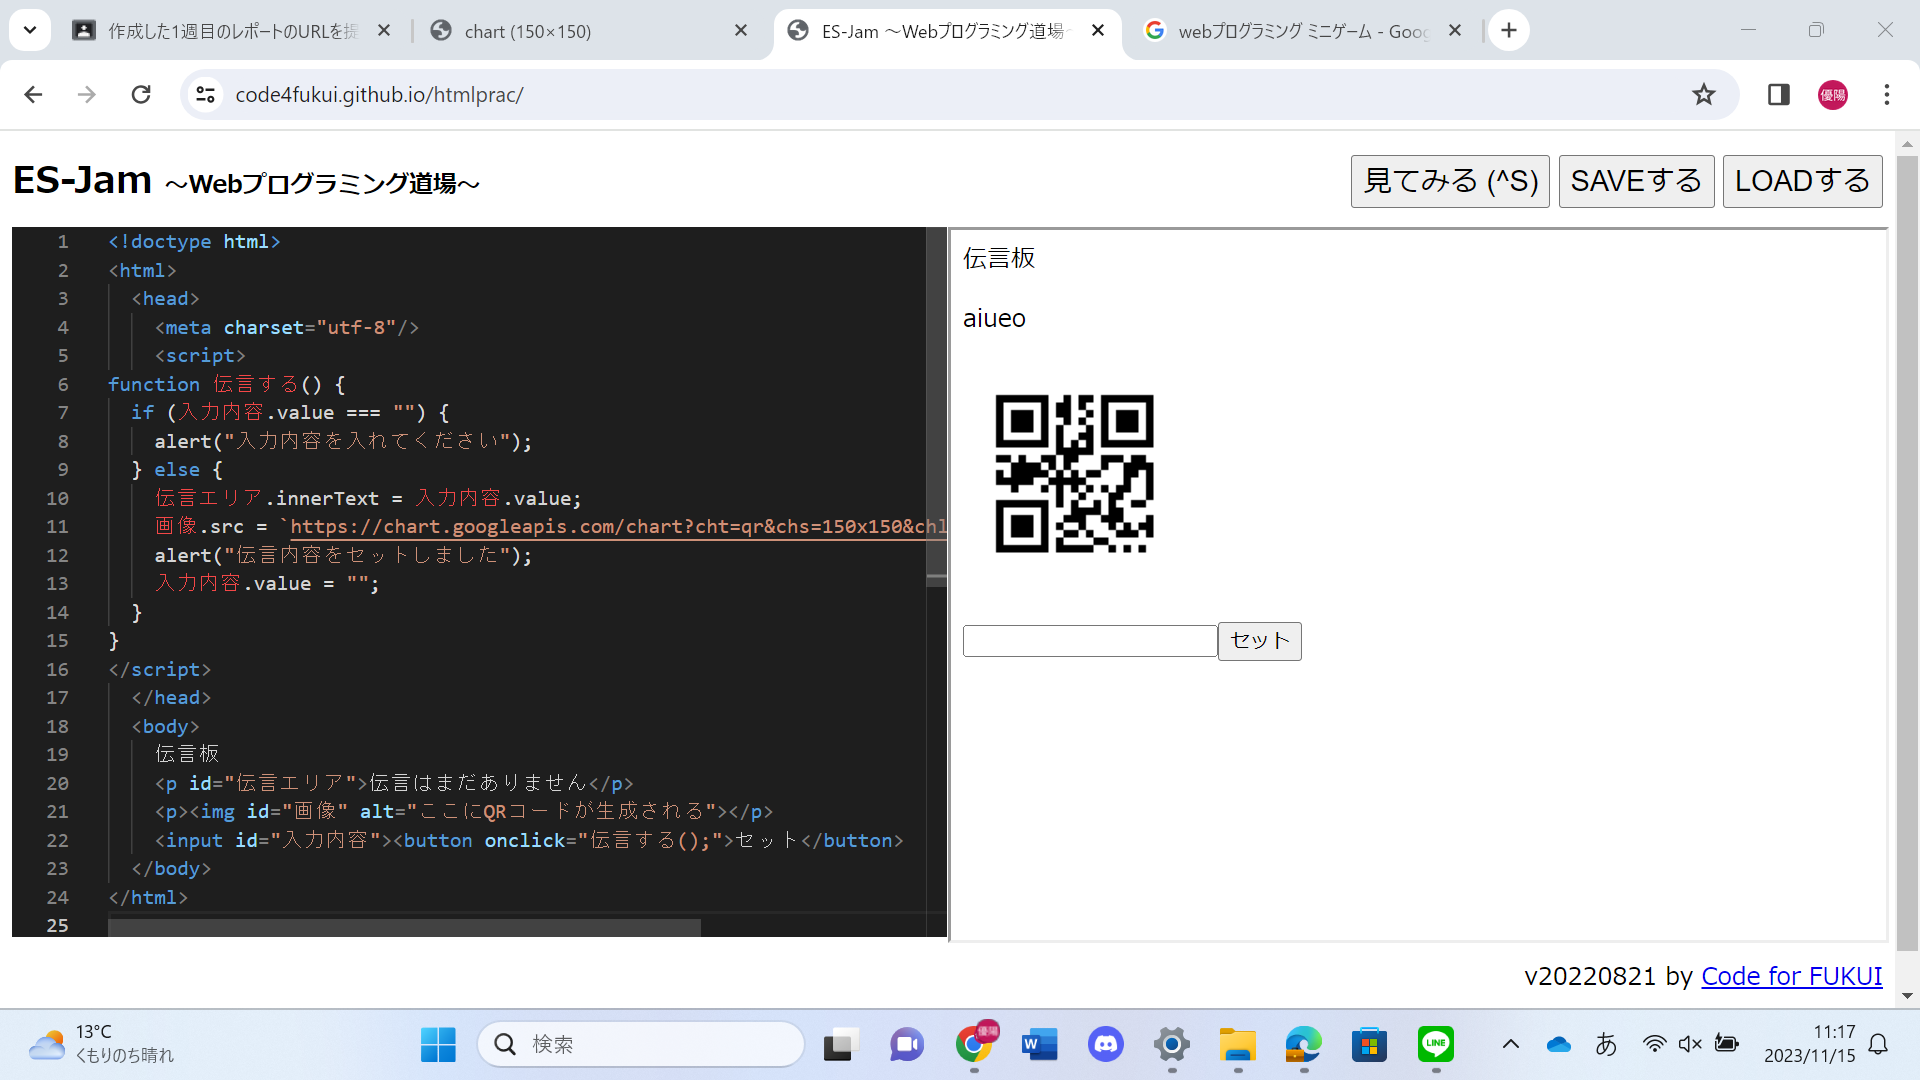 作成した1週目のレポートのURLを提
chart (150×150)
ES-Jam ～Webプログラミング道場～
webプログラミング ミニゲーム - Goog
code4fukui.github.io/htmlprac/
優陽
ES-Jam ～Webプログラミング道場～
見てみる (^S)
SAVEする
LOADする
1 <!doctype html>
2 <html>
3 <head>
4 <meta charset="utf-8"/>
5 <script>
6 function 伝言する() {
7 if (入力内容.value === "") {
8 alert("入力内容を入れてください");
9 } else {
10 伝言エリア.innerText = 入力内容.value;
11 画像.src = `https://chart.googleapis.com/chart?cht=qr&chs=150x150&chl
12 alert("伝言内容をセットしました");
13 入力内容.value = "";
14 }
15 }
16 </script>
17 </head>
18 <body>
19 伝言板
20 <p id="伝言エリア">伝言はまだありません</p>
21 <p><img id="画像" alt="ここにQRコードが生成される"></p>
22 <input id="入力内容"><button onclick="伝言する();">セット</button>
23 </body>
24 </html>
25
伝言板
aiueo
セット
v20220821 by Code for FUKUI
13°C
くもりのち晴れ
検索
優陽
W
LINE
あ
11:17
2023/11/15